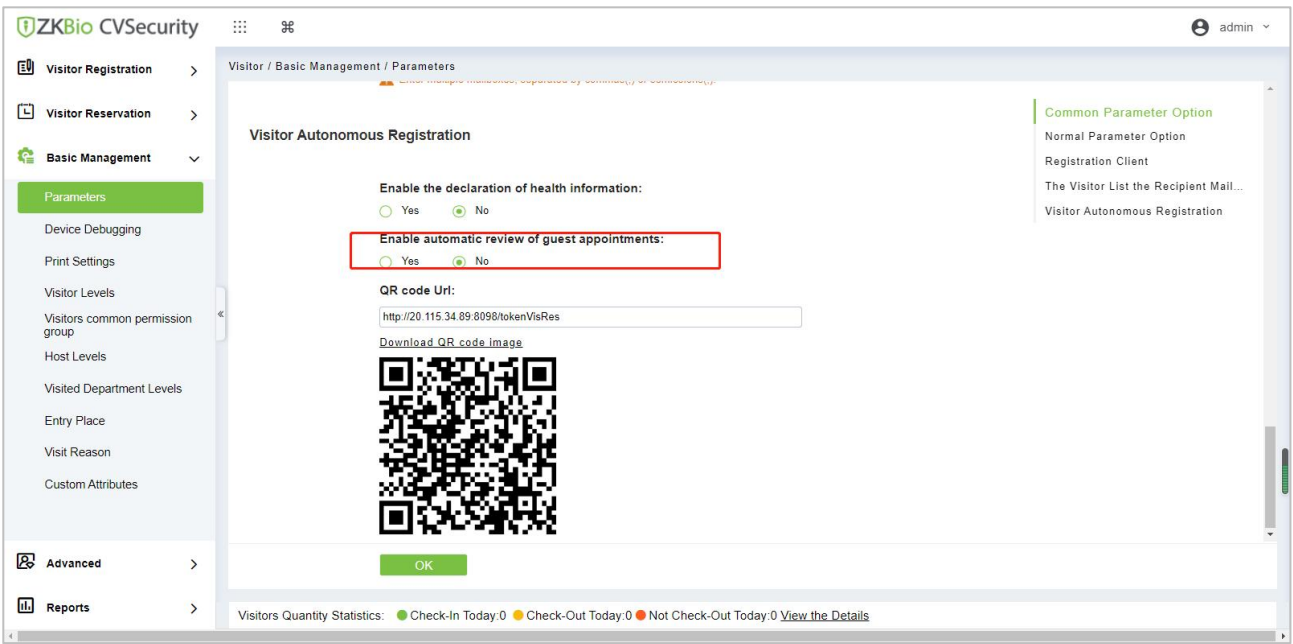 ZKBio CVSecurity
admin
Visitor Registration
Visitor Reservation
Basic Management
Parameters
Device Debugging
Print Settings
Visitor Levels
Visitors common permission
group
Host Levels
Visited Department Levels
Entry Place
Visit Reason
Custom Attributes
Advanced
Reports
Visitor / Basic Management / Parameters
Visitor Autonomous Registration
Enable the declaration of health information:
Yes No
Enable automatic review of guest appointments:
Yes No
QR code Url:
http://20.115.34.89:8098/tokenVisRes
Download QR code image
OK
Common Parameter Option
Normal Parameter Option
Registration Client
The Visitor List the Recipient Mail...
Visitor Autonomous Registration
Visitors Quantity Statistics: Check-In Today:0 Check-Out Today:0 Not Check-Out Today:0 View the Details